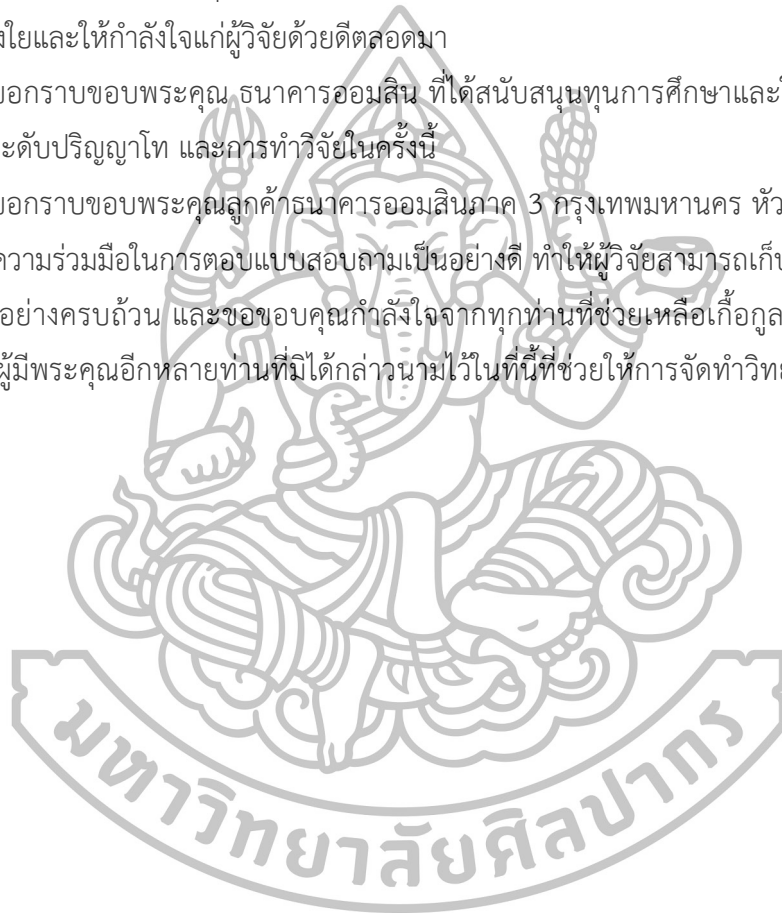 งใยและให้กำลังใจแก่ผู้วิจัยด้วยดีตลอดมา
อกราบขอบพระคุณ ธนาคารออมสิน ที่ได้สนับสนุนทุนการศึกษาและ
ะดับปริญญาโท และการทำวิจัยในครั้งนี้
อกราบขอบพระคุณลูกค้าธนาคารออมสินภาค 3 กรุงเทพมหานคร หัว
ความร่วมมือในการตอบแบบสอบถามเป็นอย่างดี ทำให้ผู้วิจัยสามารถเก็บ
อย่างครบถ้วน และขอขอบคุณกำลังใจจากทุกท่านที่ช่วยเหลือเกื้อกูล
ผู้มีพระคุณอีกหลายท่านที่มิได้กล่าวนามไว้ในที่นี้ที่ช่วยให้การจัดทำวิท
มหาวิทยาลัยศิลปากร